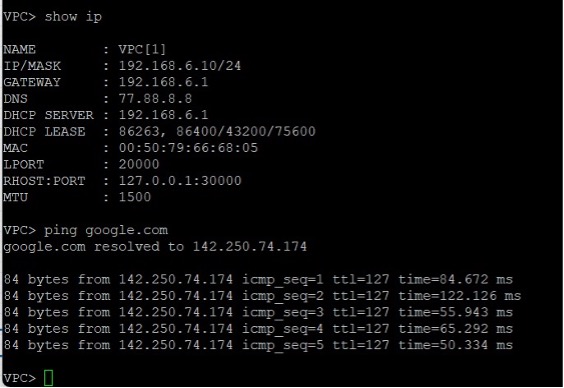 VPC> show ip
NAME : VPC[1]
IP/MASK : 192.168.6.10/24
GATEWAY : 192.168.6.1
DNS : 77.88.8.8
DHCP SERVER : 192.168.6.1
DHCP LEASE : 86263, 86400/43200/75600
MAC : 00:50:79:66:68:05
LPORT : 20000
RHOST:PORT : 127.0.0.1:30000
MTU : 1500
VPC> ping google.com
google.com resolved to 142.250.74.174
84 bytes from 142.250.74.174 icmp_seq=1 ttl=127 time=84.672 ms
84 bytes from 142.250.74.174 icmp_seq=2 ttl=127 time=122.126 ms
84 bytes from 142.250.74.174 icmp_seq=3 ttl=127 time=55.943 ms
84 bytes from 142.250.74.174 icmp_seq=4 ttl=127 time=65.292 ms
84 bytes from 142.250.74.174 icmp_seq=5 ttl=127 time=50.334 ms
VPC>